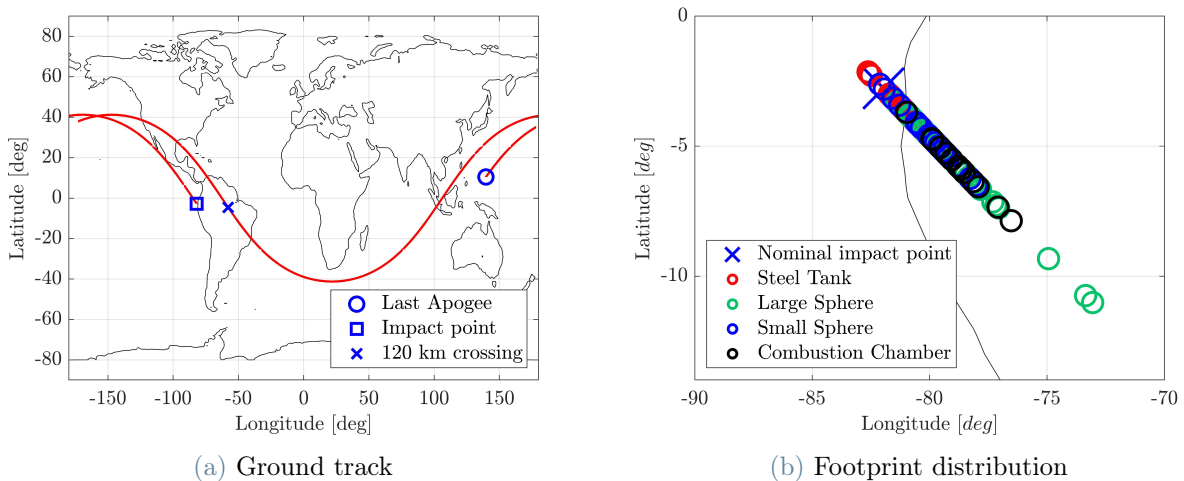 80
60
40
20
0
-20
-40
-60
-80
Latitude [deg]
-150 -100 -50 0 50 100 150
Longitude [deg]
Last Apogee
Impact point
120 km crossing
(a) Ground track
0
-5
-10
Latitude [deg]
-90 -85 -80 -75 -70
Longitude [deg]
Nominal impact point
Steel Tank
Large Sphere
Small Sphere
Combustion Chamber
(b) Footprint distribution